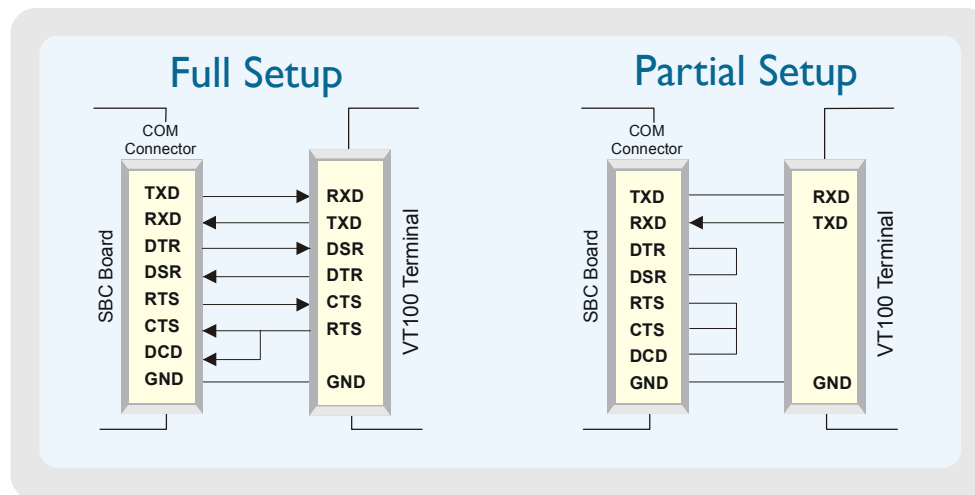 Full Setup
COM
Connector
SBC Board
TXD
RXD
DTR
DSR
RTS
CTS
DCD
GND
RXD
TXD
DSR
DTR
CTS
RTS
GND
VT100 Terminal
Partial Setup
COM
Connector
SBC Board
TXD
RXD
DTR
DSR
RTS
CTS
DCD
GND
RXD
TXD
GND
VT100 Terminal